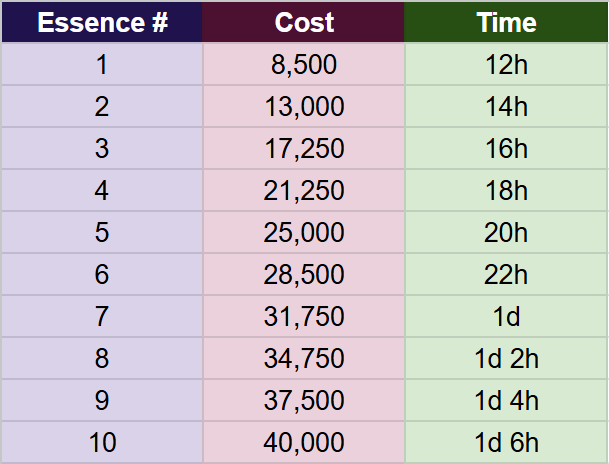 Essence # Cost Time
1 8,500 12h
2 13,000 14h
3 17,250 16h
4 21,250 18h
5 25,000 20h
6 28,500 22h
7 31,750 1d
8 34,750 1d 2h
9 37,500 1d 4h
10 40,000 1d 6h